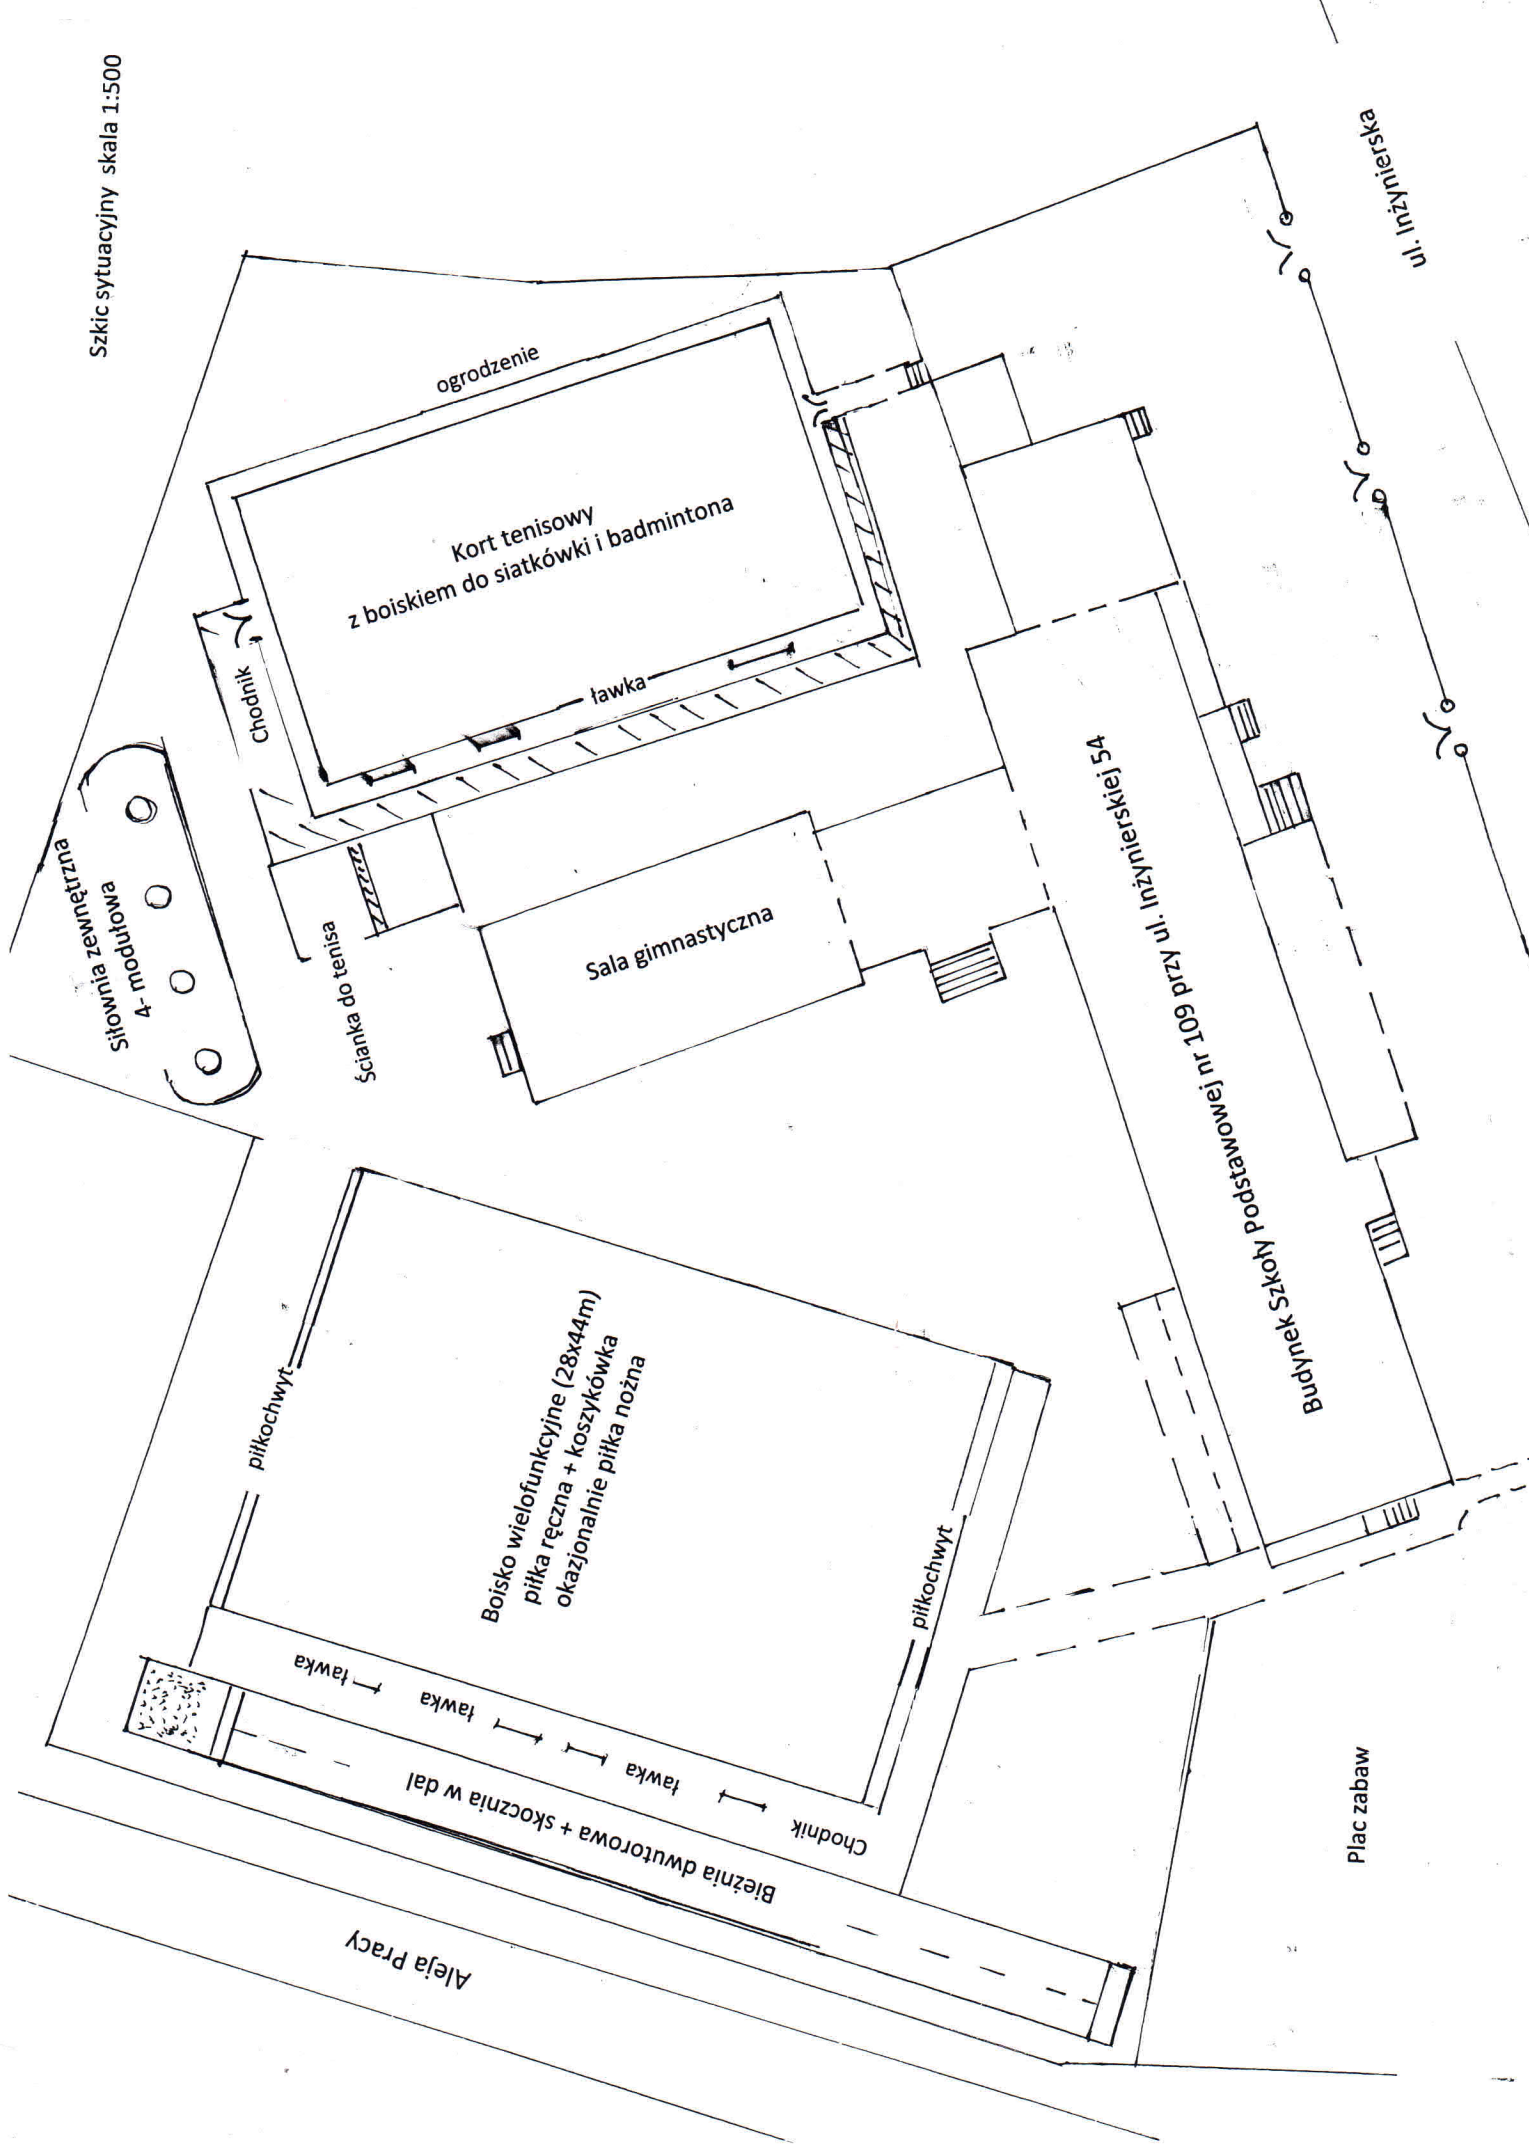 Szkic sytuacyjny skala 1:500
Siłownia zewnętrzna
4- modułowa
Chodnik
ogrodzenie
Kort tenisowy
z boiskiem do siatkówki i badmintona
ławka
Ścianka do tenisa
Sala gimnastyczna
ul. Inżynierska
Budynek Szkoły Podstawowej nr 109 przy ul. Inżynierskiej 54
piłkochwyt
Boisko wielofunkcyjne (28x44m)
piłka ręczna + koszykówka
okazjonalnie piłka nożna
piłkochwyt
ławka
ławka
ławka
ławka
Chodnik
Bieżnia dwutorowa + skocznia w dal
Aleja Pracy
Plac zabaw